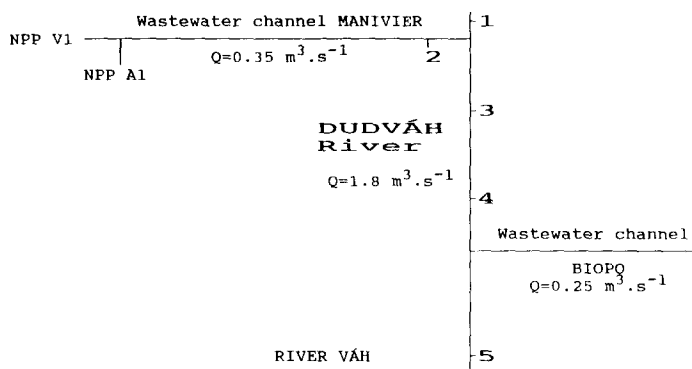 Wastewater channel MANIVIER
1
NPP V1
Q=0.35 m³.s⁻¹
2
NPP A1
3
DUDVÁH
River
Q=1.8 m³.s⁻¹
4
Wastewater channel
BIOPO
Q=0.25 m³.s⁻¹
RIVER VÁH
5